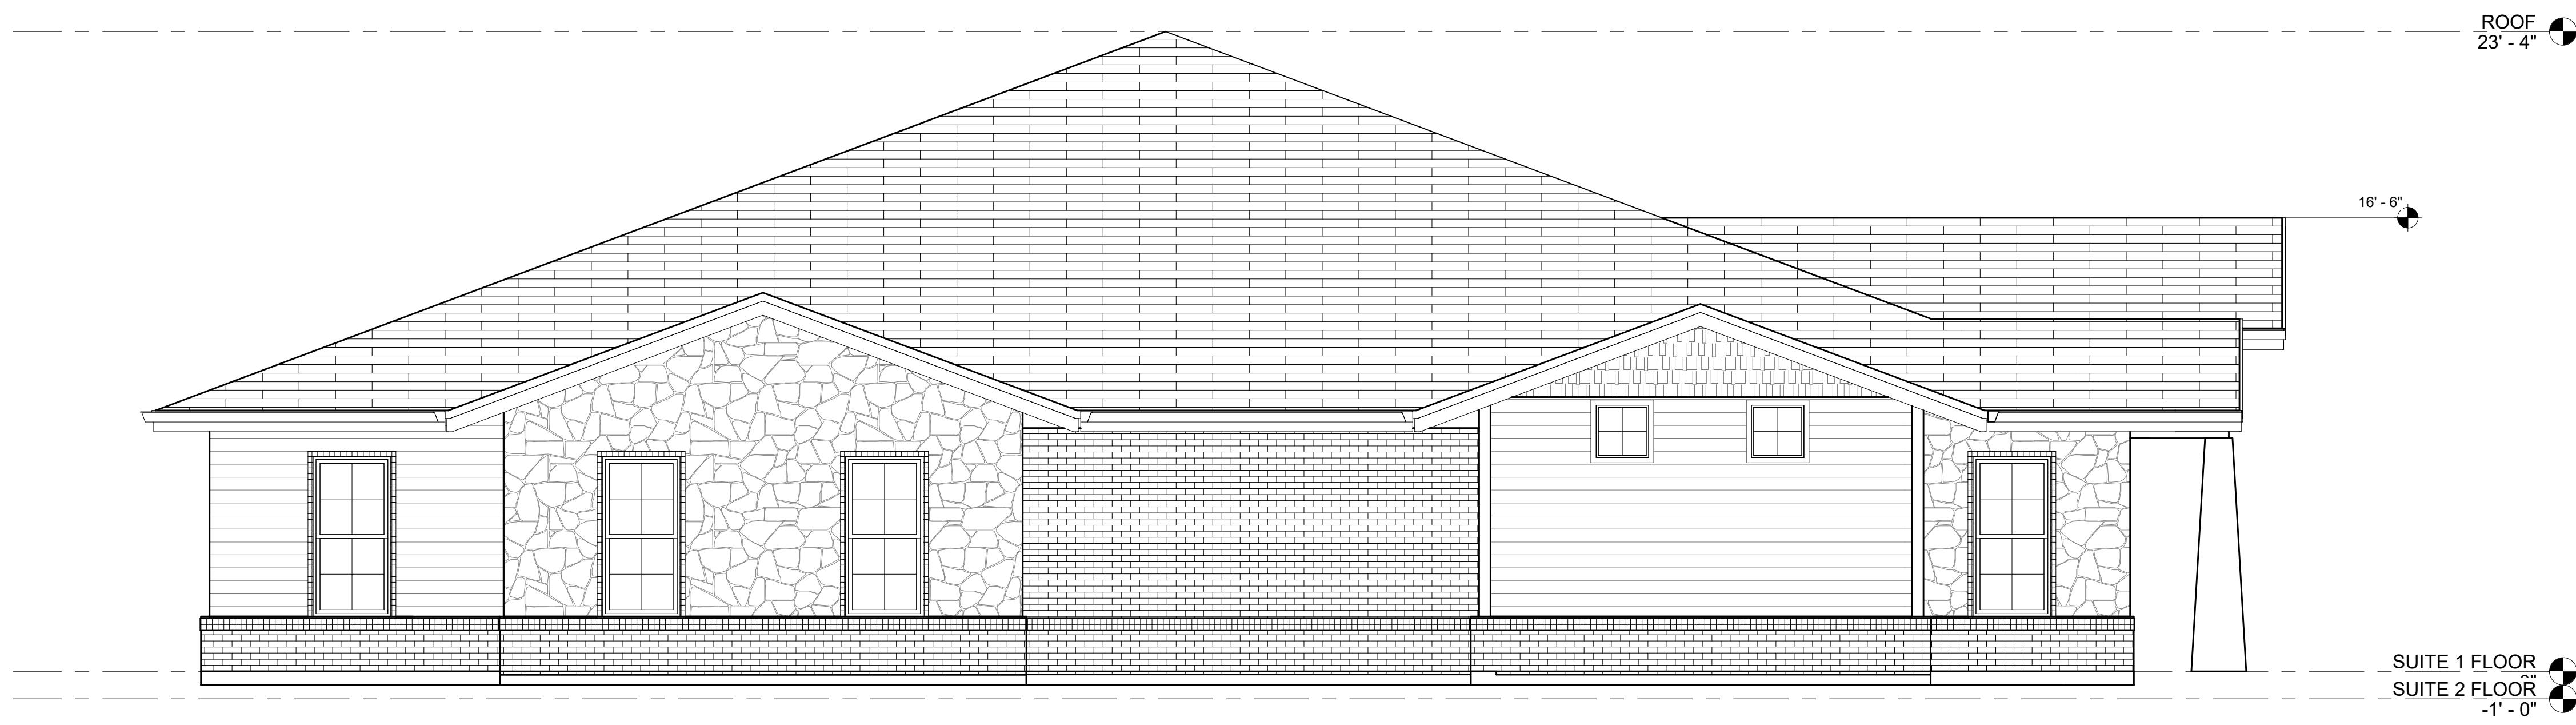 ROOF
23' - 4"
16' - 6"
SUITE 1 FLOOR
SUITE 2 FLOOR
-1' - 0"